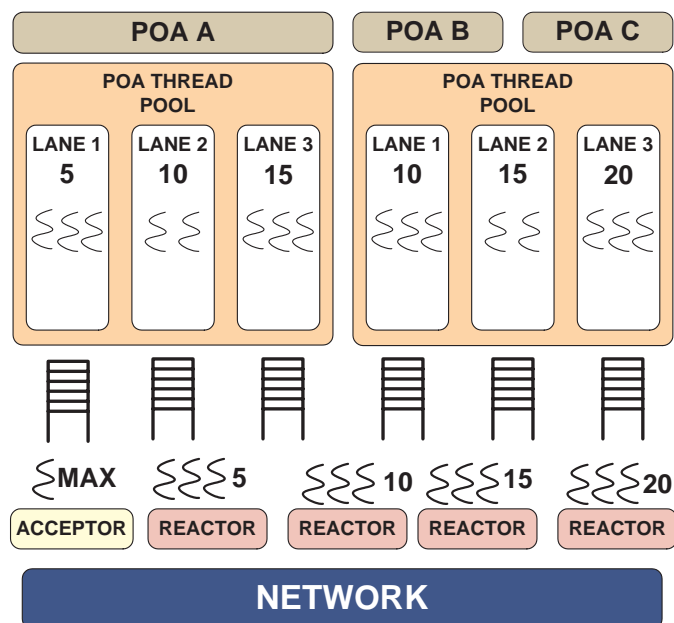 POA A
POA B
POA C
POA THREAD
POOL
LANE 1
5
LANE 2
10
LANE 3
15
POA THREAD
POOL
LANE 1
10
LANE 2
15
LANE 3
20
MAX
5
10
15
20
ACCEPTOR
REACTOR
REACTOR
REACTOR
REACTOR
NETWORK